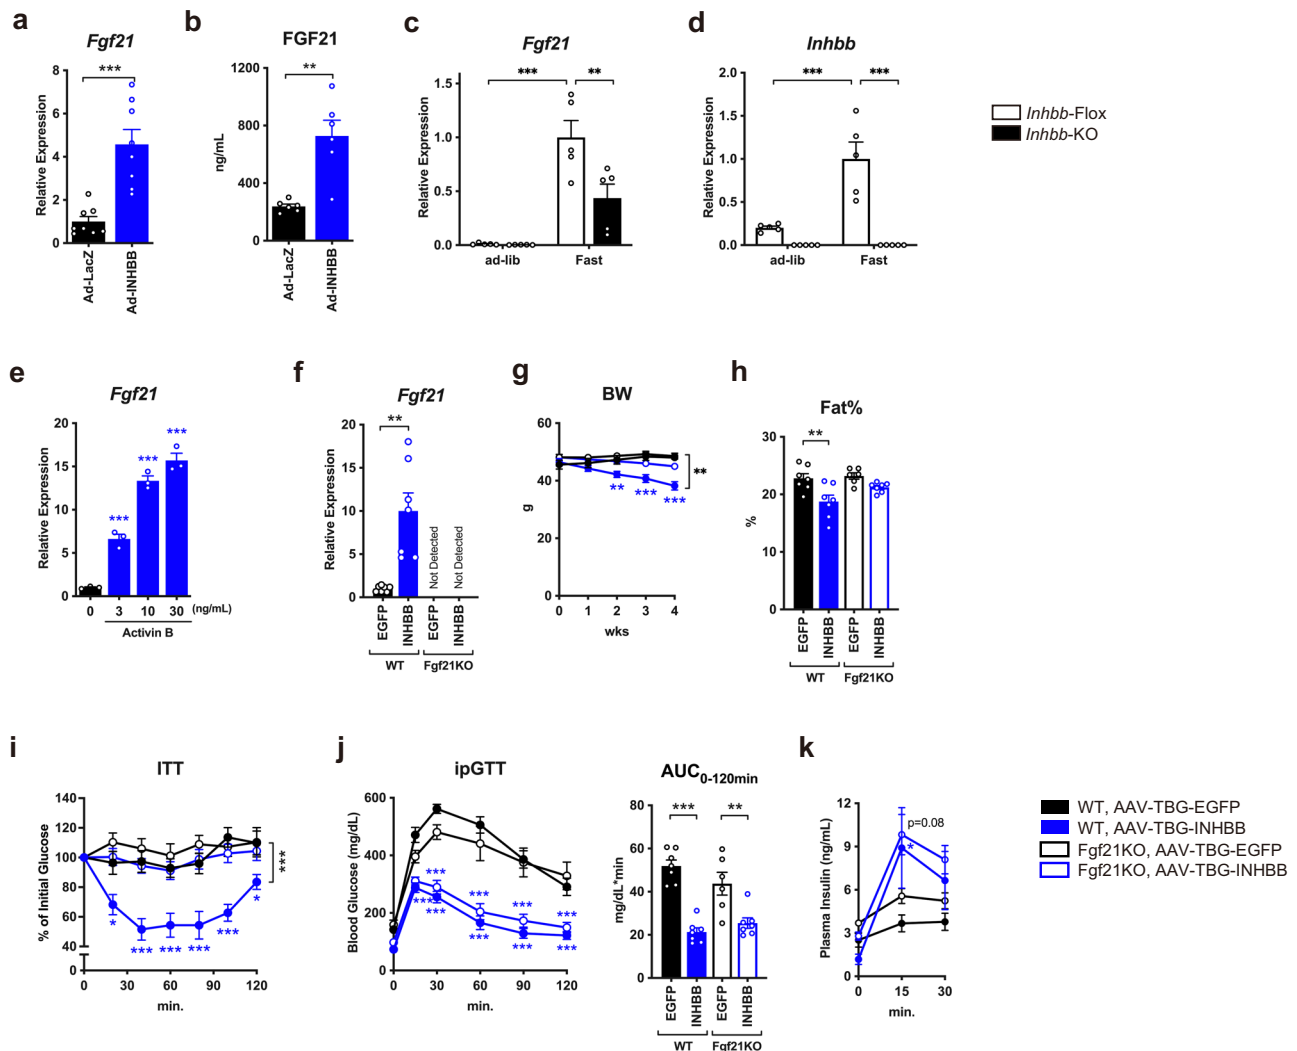 a
Fgf21
***
Relative Expression
8
6
4
2
0
Ad-LacZ
Ad-INHBB
b
FGF21
**
ng/mL
1200
800
400
0
Ad-LacZ
Ad-INHBB
c
Fgf21
*** **
Relative Expression
1.5
1.0
0.5
0.0
ad-lib Fast
d
Inhbb
*** ***
Relative Expression
2.0
1.5
1.0
0.5
0.0
ad-lib Fast
Inhbb-Flox
Inhbb-KO
e
Fgf21
Relative Expression
20
15
10
5
0
***
***
***
0 3 10 30 (ng/mL)
Activin B
f
Fgf21
**
Relative Expression
20
15
10
5
0
Not Detected
Not Detected
EGFP
INHBB
EGFP
INHBB
WT Fgf21KO
g
BW
g
60
40
20
0
**
** *** ***
0 1 2 3 4
wks
h
Fat%
**
%
30
20
10
0
EGFP
INHBB
EGFP
INHBB
WT Fgf21KO
i
ITT
% of Initial Glucose
140
120
100
80
60
40
0
***
* *** *** *** *** *
0 30 60 90 120
min.
j
ipGTT
Blood Glucose (mg/dL)
600
400
200
0
*** *** *** ***
*** *** *** *** ***
0 30 60 90 120
min.
AUC0-120min
*** **
mg/dL*min
80
60
40
20
0
EGFP
INHBB
EGFP
INHBB
WT Fgf21KO
k
Plasma Insulin (ng/mL)
12
9
6
3
0
p=0.08
*
0 15 30
min.
WT, AAV-TBG-EGFP
WT, AAV-TBG-INHBB
Fgf21KO, AAV-TBG-EGFP
Fgf21KO, AAV-TBG-INHBB